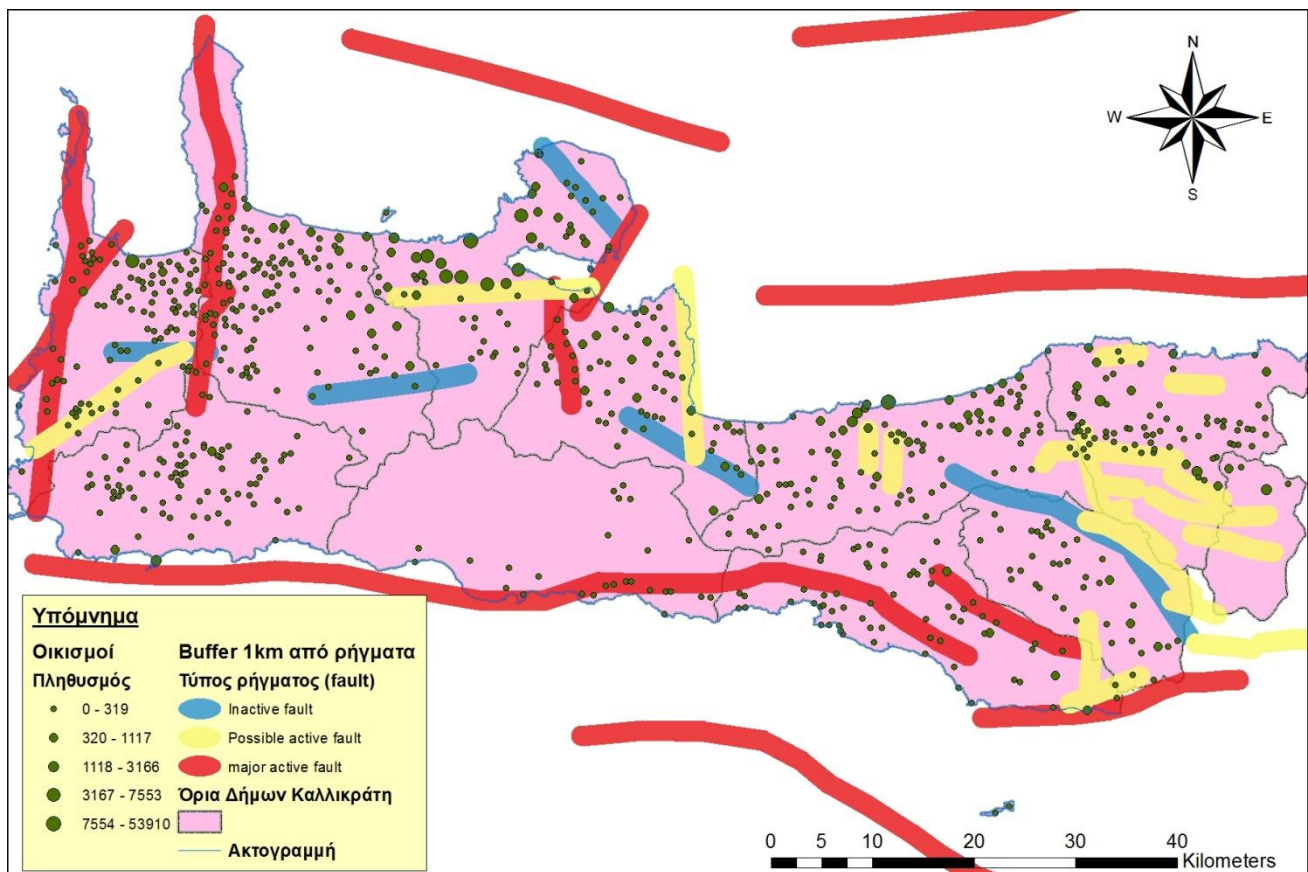 N
W E
S
Υπόμνημα
Οικισμοί
Πληθυσμός
0 - 319
320 - 1117
1118 - 3166
3167 - 7553
7554 - 53910
Buffer 1km από ρήγματα
Τύπος ρήγματος (fault)
Inactive fault
Possible active fault
major active fault
Όρια Δήμων Καλλικράτη
Ακτογραμμή
0 5 10 20 30 40
Kilometers